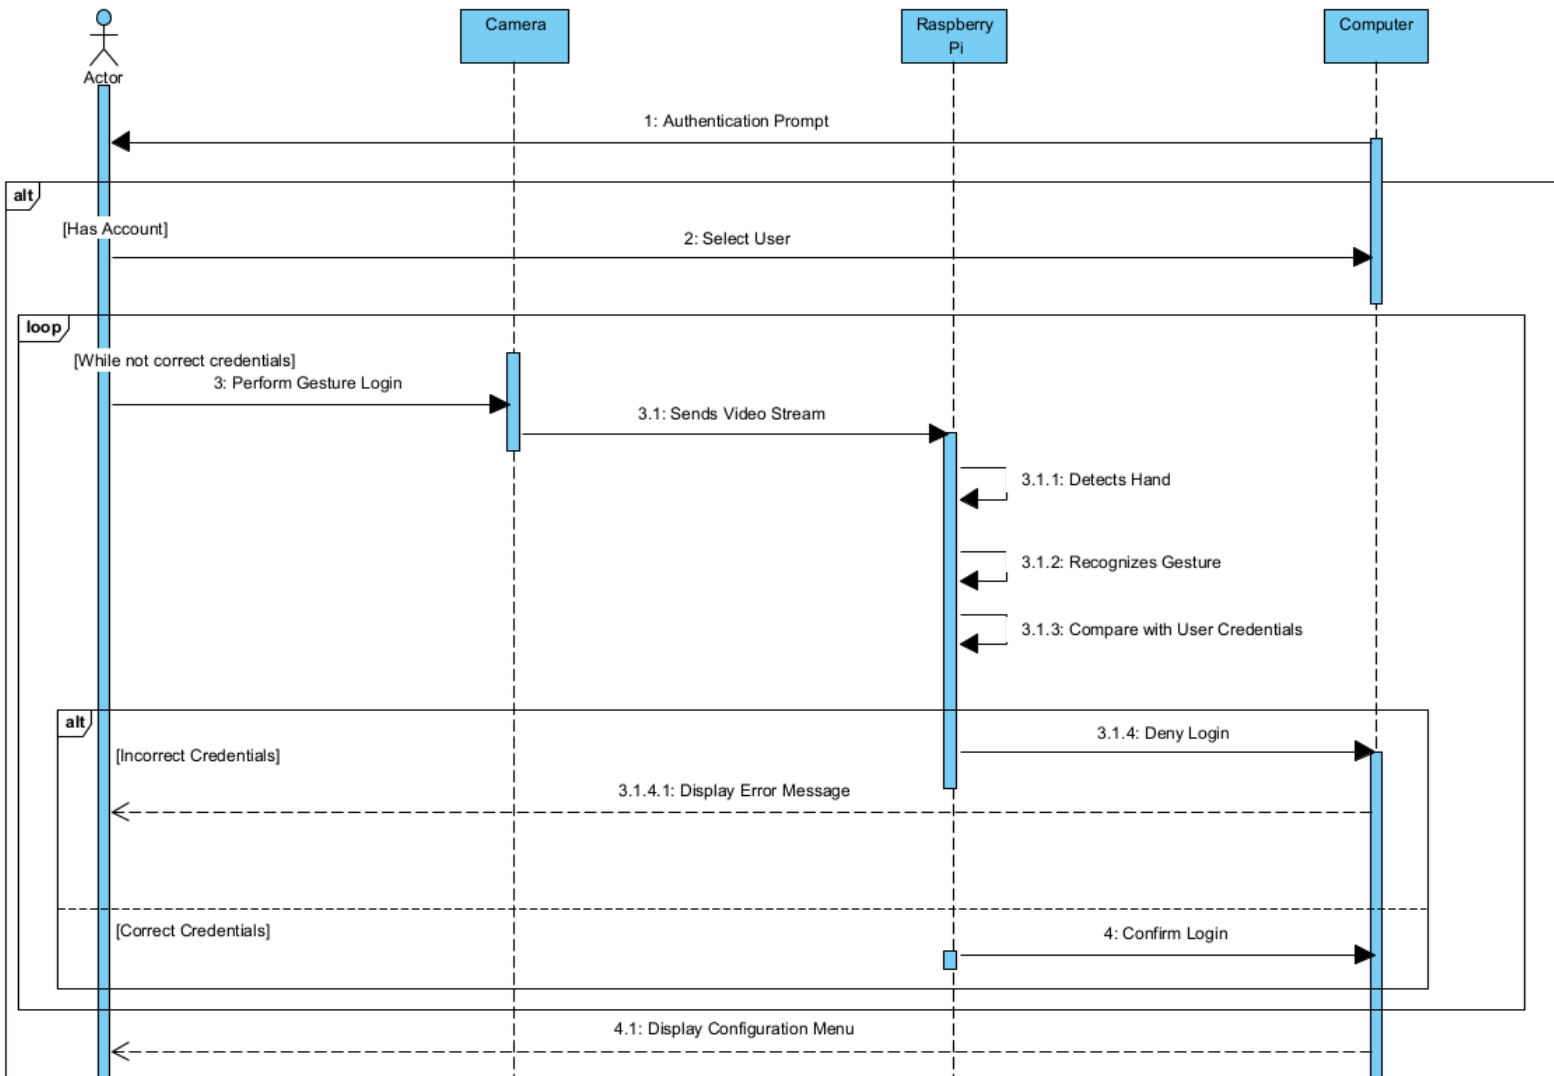 Camera
Raspberry
Pi
Computer
Actor
1: Authentication Prompt
alt
[Has Account]
2: Select User
loop
[While not correct credentials]
3: Perform Gesture Login
3.1: Sends Video Stream
3.1.1: Detects Hand
3.1.2: Recognizes Gesture
3.1.3: Compare with User Credentials
alt
3.1.4: Deny Login
[Incorrect Credentials]
3.1.4.1: Display Error Message
[Correct Credentials]
4: Confirm Login
4.1: Display Configuration Menu